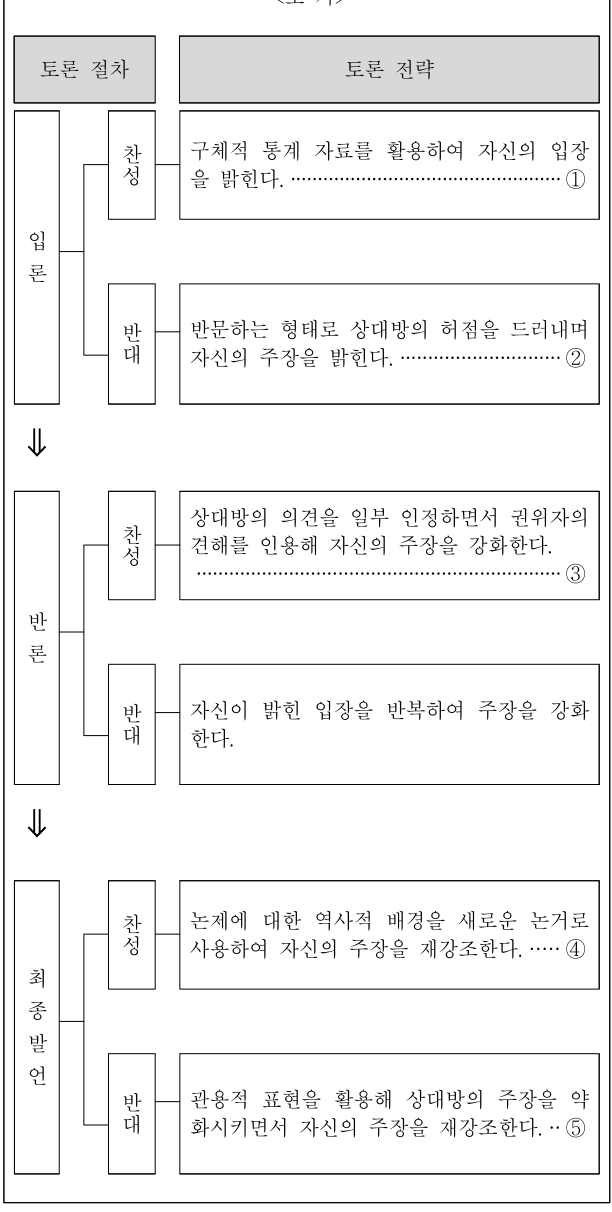 토론 절차
토론 전략
입론
찬성
구체적 통계 자료를 활용하여 자신의 입장
을 밝힌다. ················································ ①
반대
반문하는 형태로 상대방의 허점을 드러내며
자신의 주장을 밝힌다. ····························· ②
⇓
반론
찬성
상대방의 의견을 일부 인정하면서 권위자의
견해를 인용해 자신의 주장을 강화한다.
································································· ③
반대
자신이 밝힌 입장을 반복하여 주장을 강화
한다.
⇓
최종발언
찬성
논제에 대한 역사적 배경을 새로운 논거로
사용하여 자신의 주장을 재강조한다. ····· ④
반대
관용적 표현을 활용해 상대방의 주장을 약
화시키면서 자신의 주장을 재강조한다. ·· ⑤